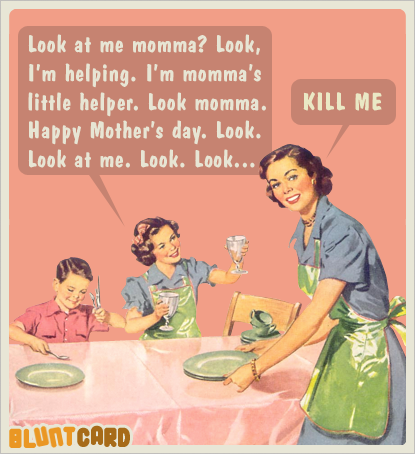 Look at me momma? Look,
I'm helping. I'm momma's
little helper. Look momma.
Happy Mother's day. Look.
Look at me. Look. Look...
KILL ME
BLUNTCARD